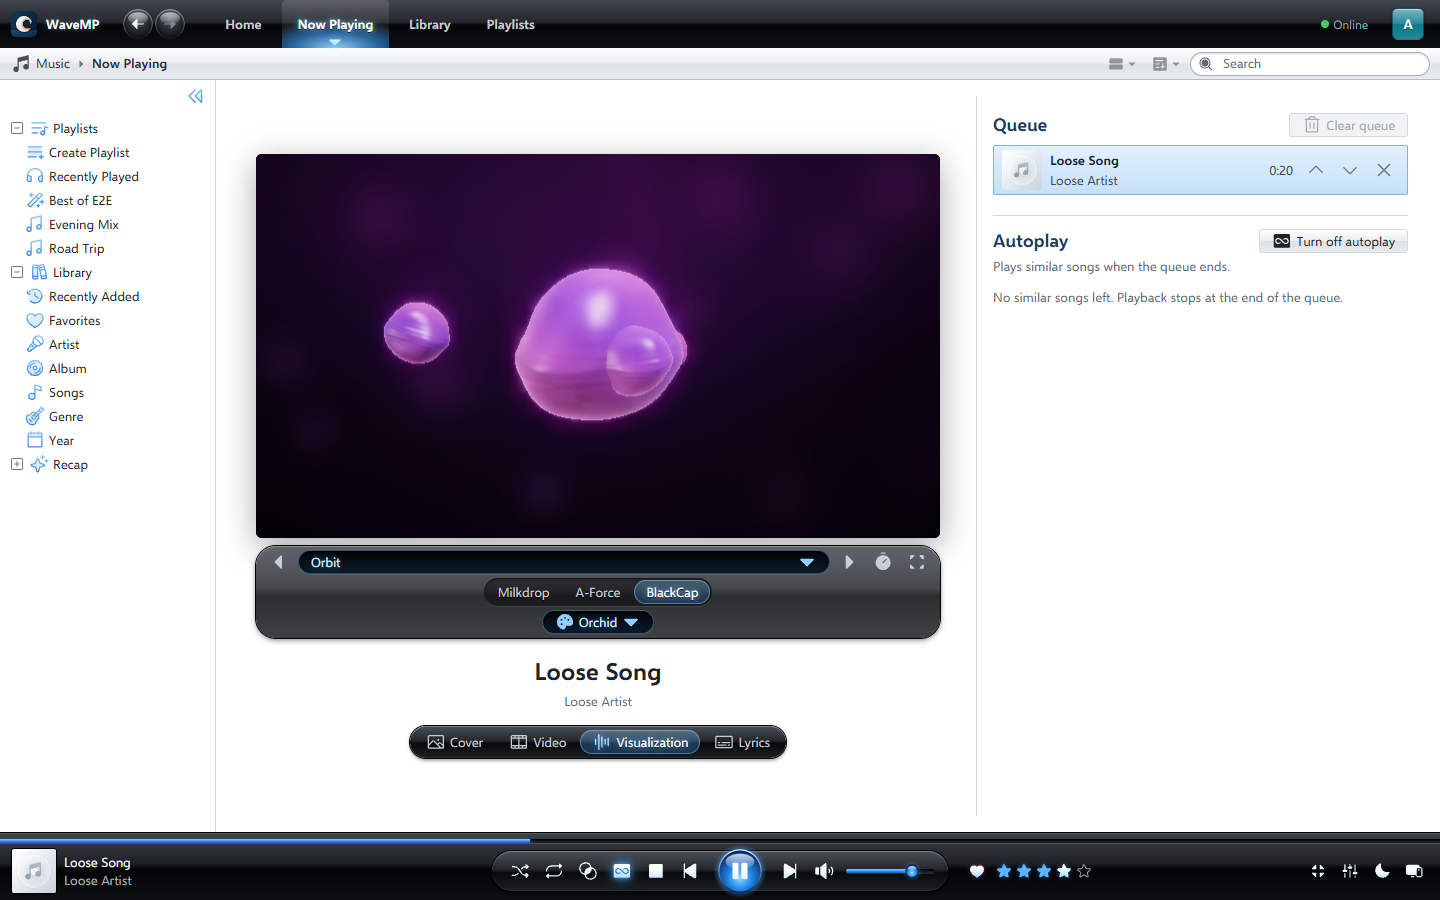 WaveMP
Home
Now Playing
Library
Playlists
Online
A
Music
Now Playing
Search
Playlists
Create Playlist
Recently Played
Best of E2E
Evening Mix
Road Trip
Library
Recently Added
Favorites
Artist
Album
Songs
Genre
Year
Recap
Orbit
Milkdrop
A-Force
BlackCap
Orchid
Loose Song
Loose Artist
Cover
Video
Visualization
Lyrics
Queue
Clear queue
Loose Song
Loose Artist
0:20
Autoplay
Turn off autoplay
Plays similar songs when the queue ends.
No similar songs left. Playback stops at the end of the queue.
Loose Song
Loose Artist